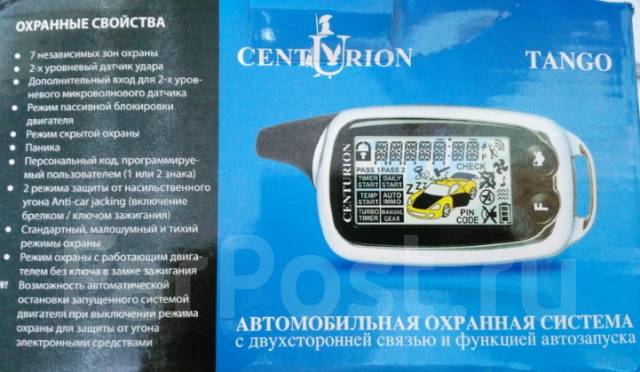 ОХРАННЫЕ СВОЙСТВА
7 независимых зон охраны
2-х уровневый датчик удара
Дополнительный вход для 2-х уров-
невого микроволнового датчика
Режим пассивной блокировки
двигателя
Режим скрытой охраны
Паника
Персональный код, программируе-
мый пользователем (1 или 2 знака)
2 режима защиты от насильственного
угона Anti-car jacking (включение
брелком / ключом зажигания)
Стандартный, малошумный и тихий
режимы охраны
Режим охраны с работающим двига-
телем без ключа в замке зажигания
Возможность автоматической
остановки запущенного системой
двигателя при выключении режима
охраны для защиты от угона
электронными средствами
CENTURION
TANGO
CENTURION
PASS 1 PASS 2
CHECK
TIMER START
DAILY START
TEMP START
AUTO IMMO
TURBO TIMER
MANUAL GEAR
PIN CODE
P
F
АВТОМОБИЛЬНАЯ ОХРАННАЯ СИСТЕМА
с двухсторонней связью и функцией автозапуска